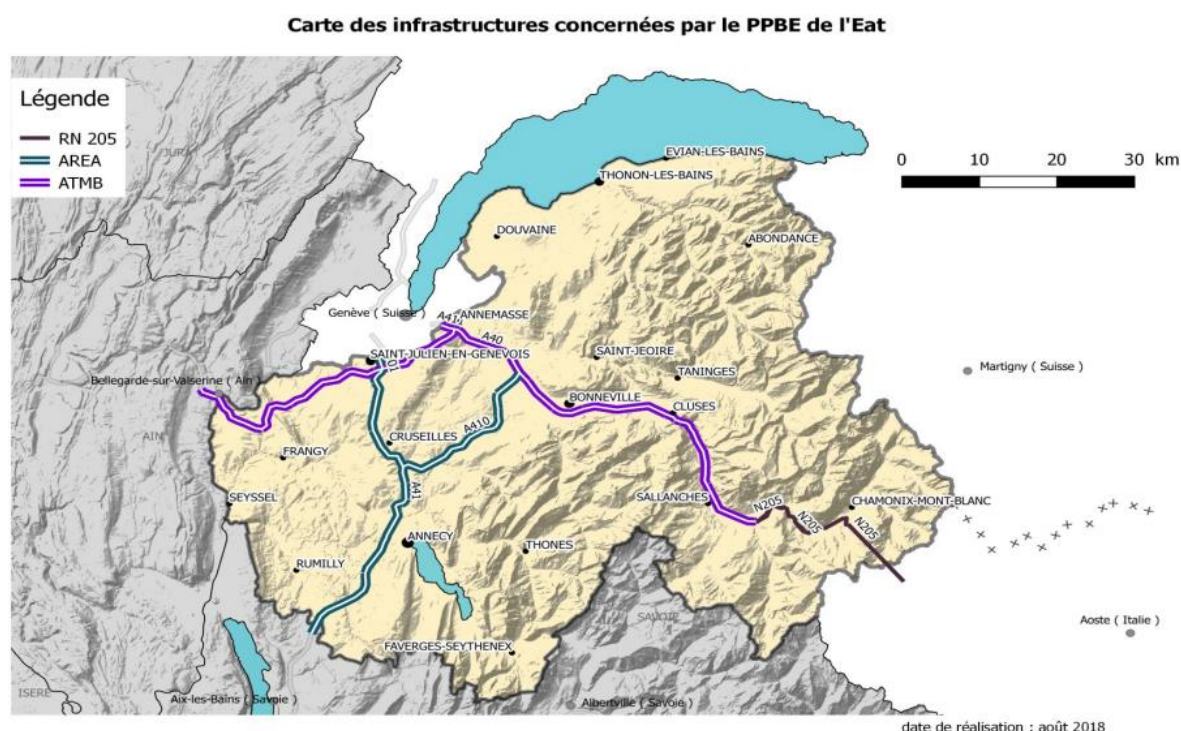 Carte des infrastructures concernées par le PPBE de l'Eat
Légende
RN 205
AREA
ATMB
0 10 20 30 km
JURA
EVIAN-LES-BAINS
THONON-LES-BAINS
DOUVAINE
ABONDANCE
Genève ( Suisse )
A411
ANNEMASSE
A40
SAINT-JULIEN-EN-GENEVOIS
SAINT-JEOIRE
Martigny ( Suisse )
TANINGES
Bellegarde-sur-Valserine ( Ain )
BONNEVILLE
CLUSES
AIN
CRUSEILLES
A410
FRANGY
A41
SEYSSEL
SALLANCHES
N205
CHAMONIX-MONT-BLANC
N205
N205
ANNECY
THONES
RUMILLY
SAVOIE
Aoste ( Italie )
FAVERGES-SEYTHENEX
ISERE
Aix-les-Bains ( Savoie )
Albertville ( Savoie )
date de réalisation : août 2018